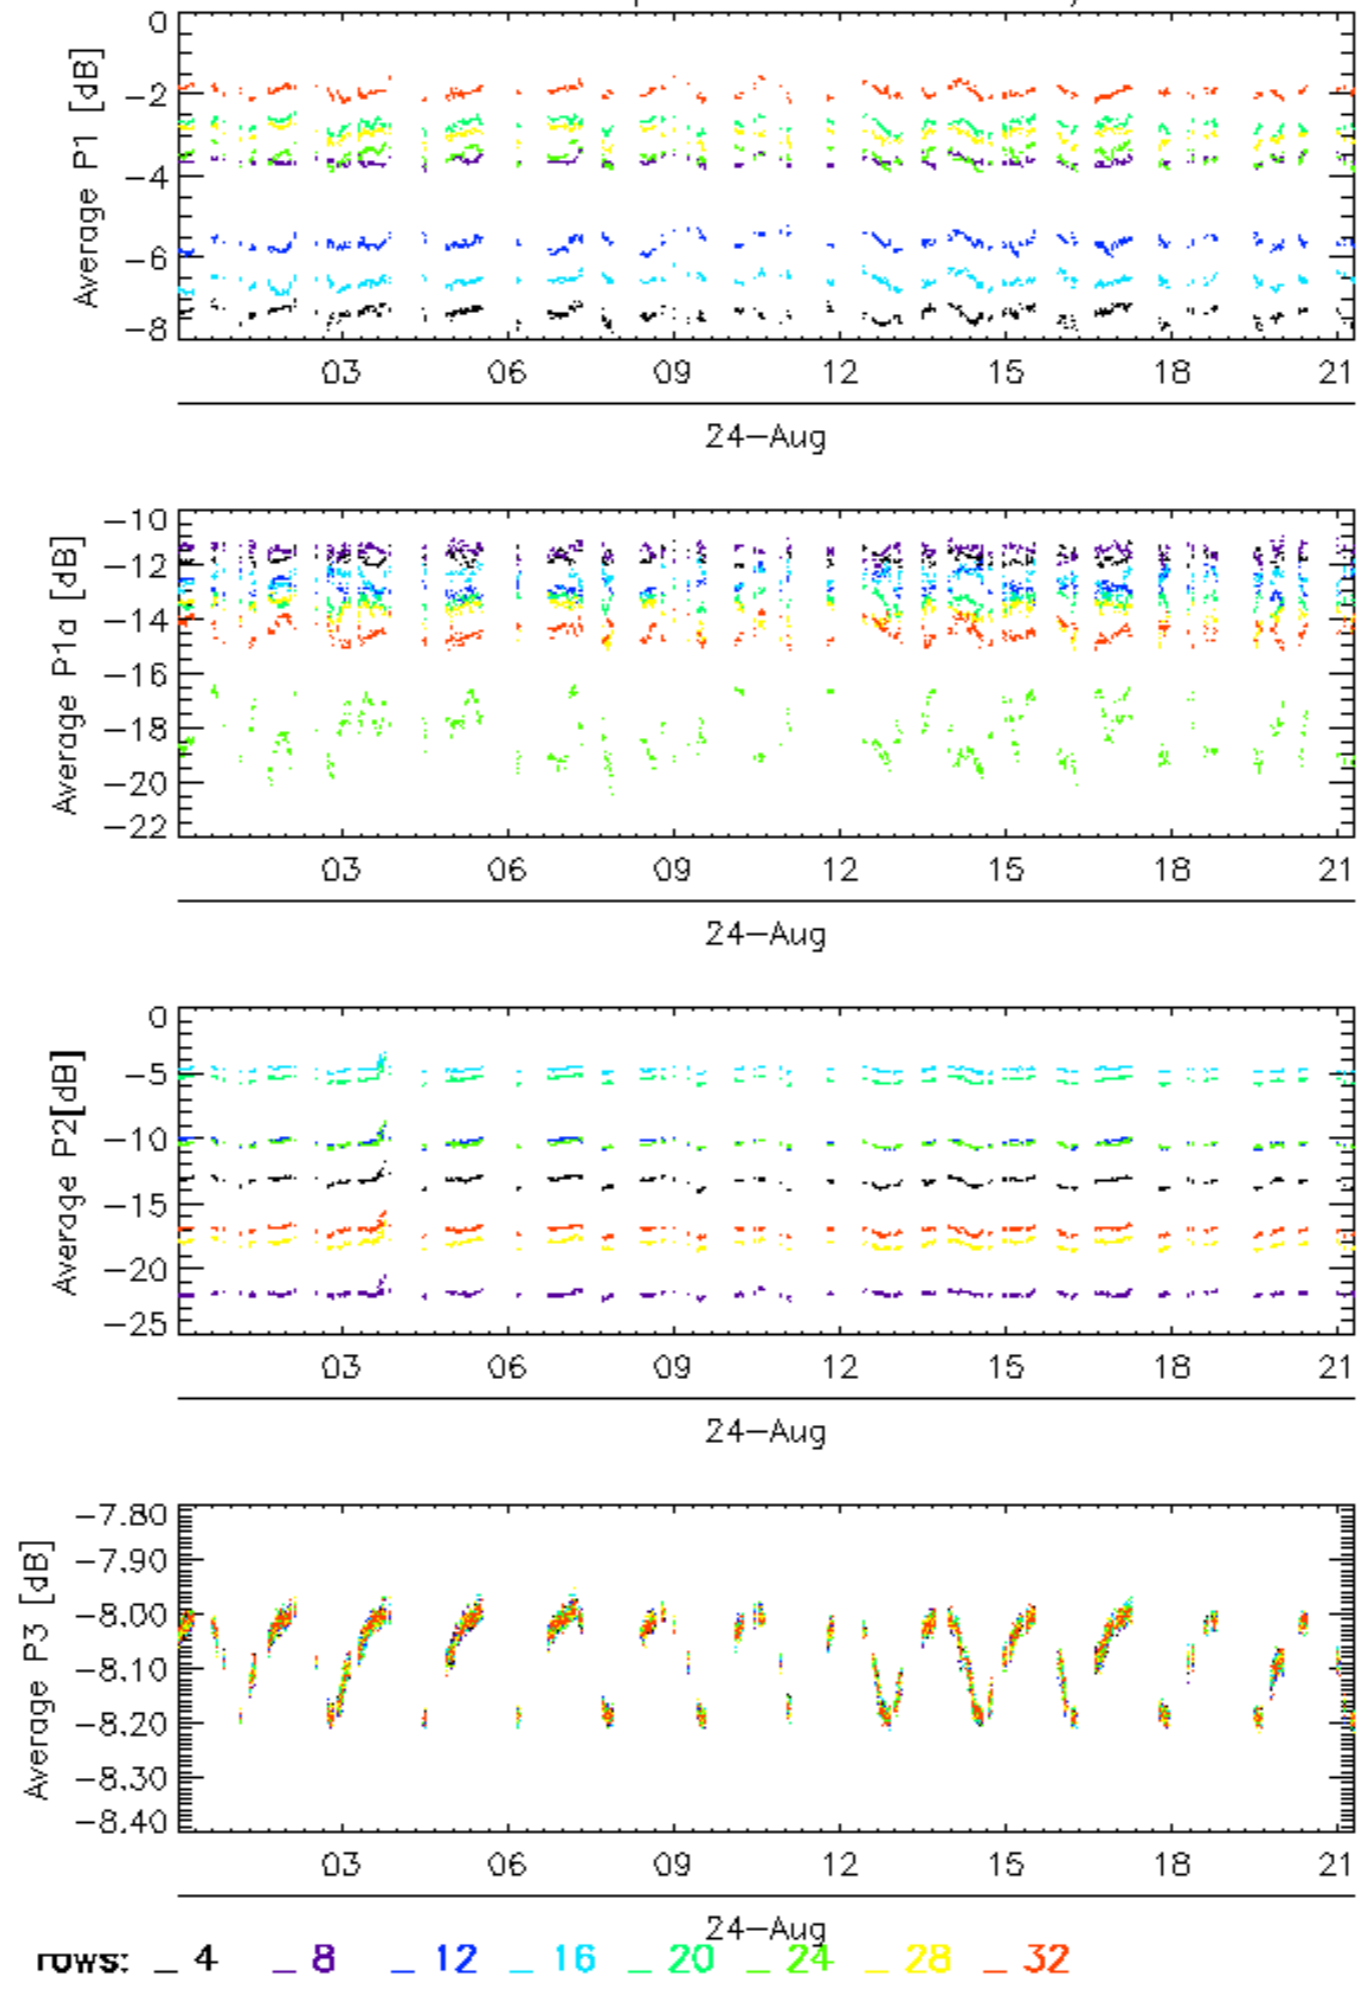 Average P1 [dB]
0
−2
−4
−6
−8
03 06 09 12 15 18 21
24−Aug
Average P1a [dB]
−10
−12
−14
−16
−18
−20
−22
03 06 09 12 15 18 21
24−Aug
Average P2[dB]
0
−5
−10
−15
−20
−25
03 06 09 12 15 18 21
24−Aug
Average P3 [dB]
−7.80
−7.90
−8.00
−8.10
−8.20
−8.30
−8.40
03 06 09 12 15 18 21
24−Aug
rows: _ 4 _ 8 _ 12 _ 16 _ 20 _ 24 _ 28 _ 32